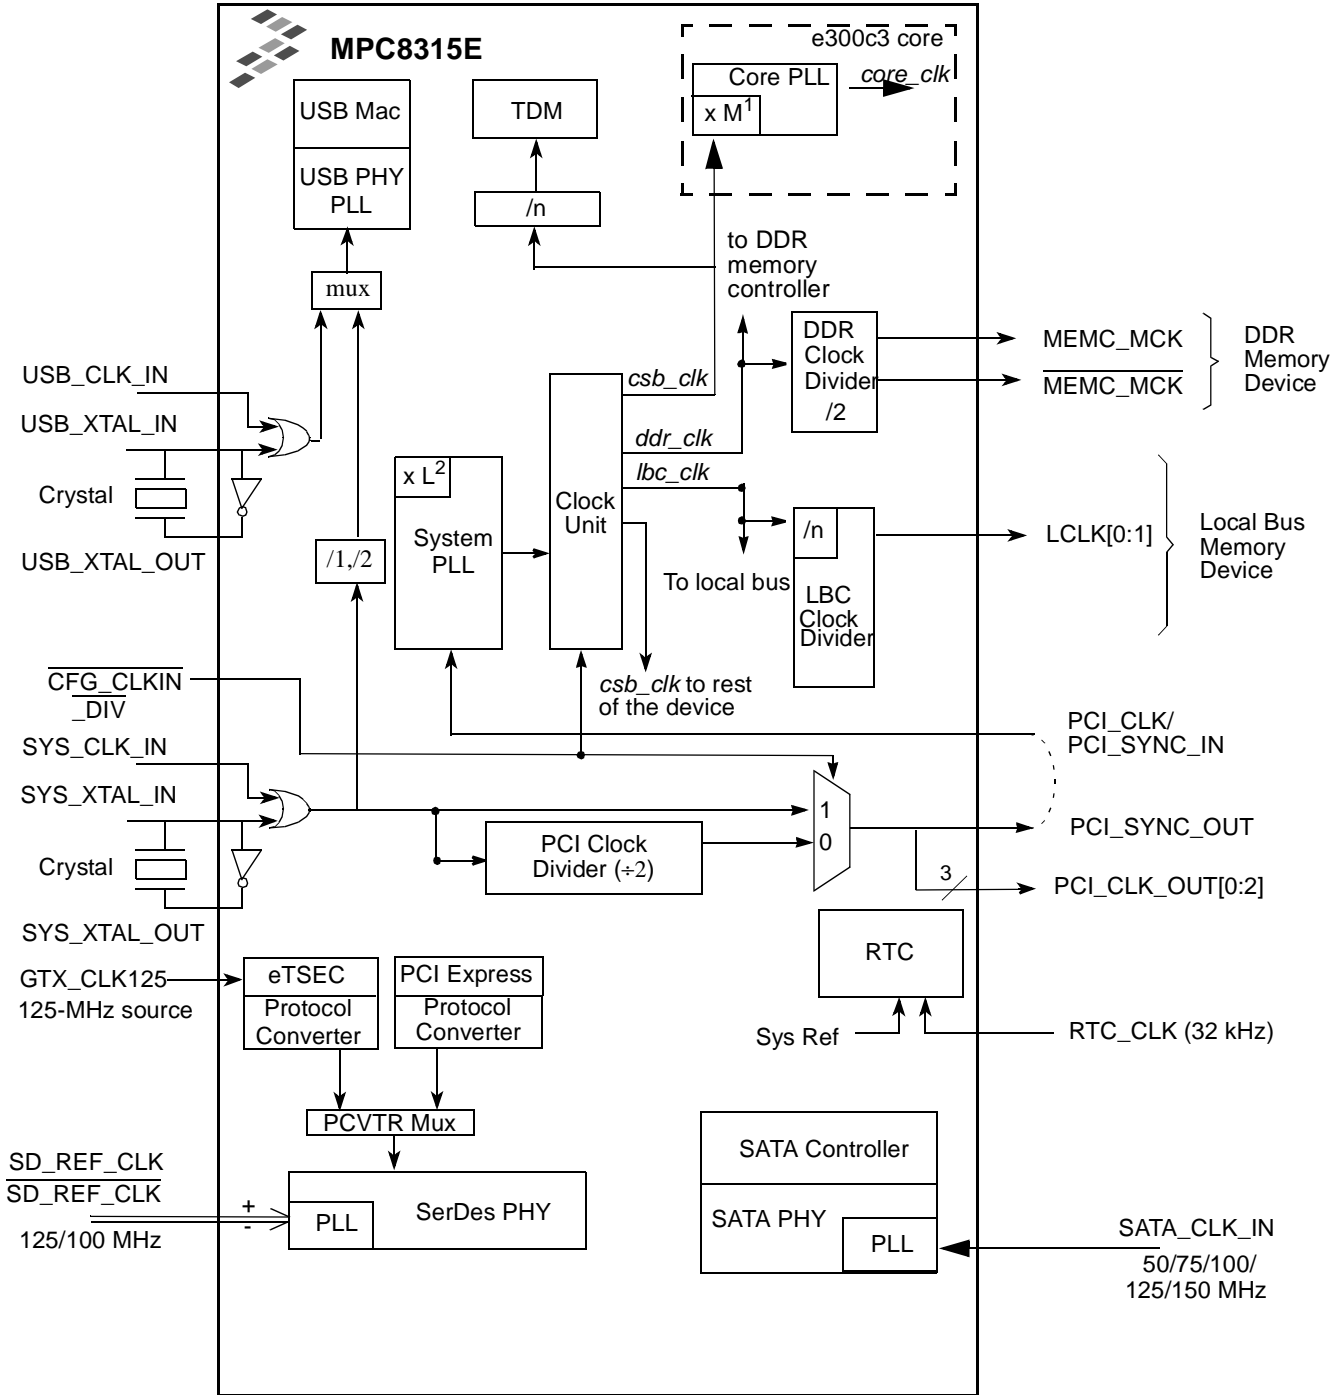 MPC8315E
e300c3 core
Core PLL
core_clk
x M1
USB Mac
USB PHY
PLL
TDM
/n
mux
to DDR
memory
controller
DDR
Clock
Divider
/2
MEMC_MCK
MEMC_MCK
DDR
Memory
Device
USB_CLK_IN
USB_XTAL_IN
Crystal
USB_XTAL_OUT
csb_clk
ddr_clk
lbc_clk
x L2
System
PLL
Clock
Unit
/1,/2
/n
LBC
Clock
Divider
To local bus
LCLK[0:1]
Local Bus
Memory
Device
csb_clk to rest
of the device
CFG_CLKIN
_DIV
SYS_CLK_IN
SYS_XTAL_IN
Crystal
SYS_XTAL_OUT
PCI_CLK/
PCI_SYNC_IN
1
0
PCI Clock
Divider (÷2)
PCI_SYNC_OUT
3
PCI_CLK_OUT[0:2]
GTX_CLK125
125-MHz source
eTSEC
Protocol
Converter
PCI Express
Protocol
Converter
RTC
Sys Ref
RTC_CLK (32 kHz)
PCVTR Mux
SD_REF_CLK
SD_REF_CLK
125/100 MHz
+
-
PLL
SerDes PHY
SATA Controller
SATA PHY
PLL
SATA_CLK_IN
50/75/100/
125/150 MHz